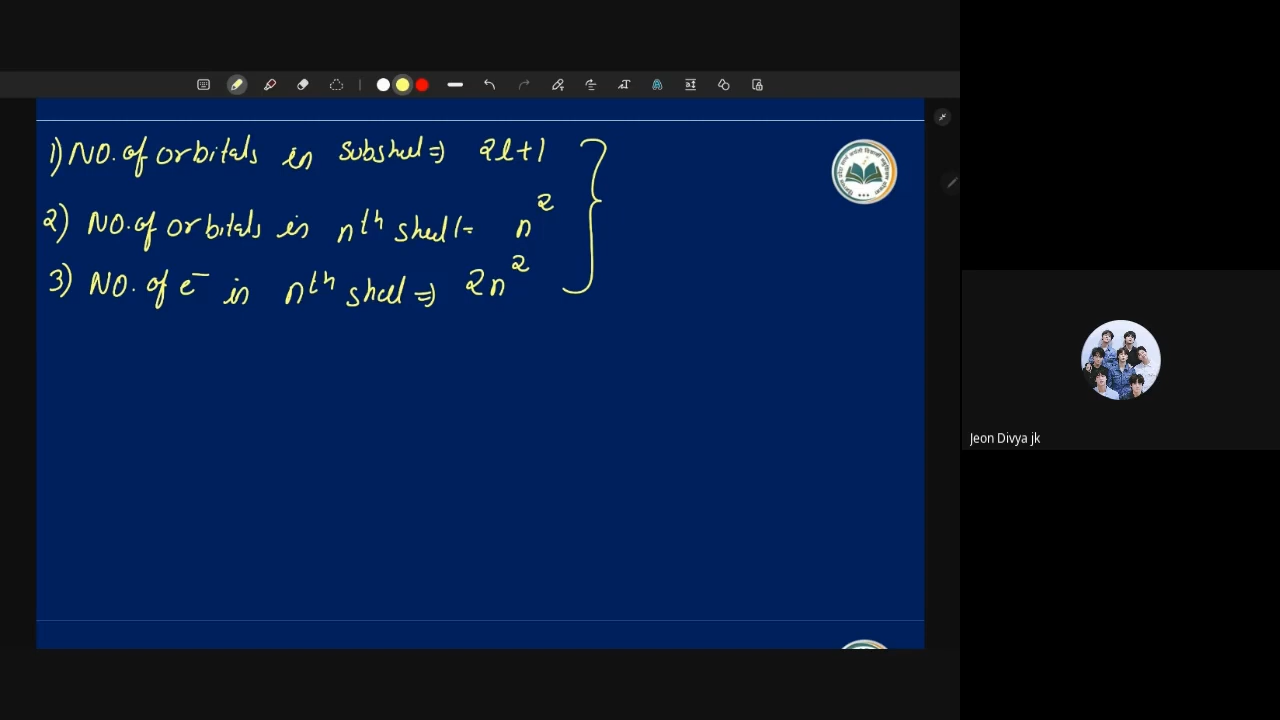 1) NO. of orbitals in subshell ⇒ 2l+1
2) NO. of orbitals in nth shell = n²
3) NO. of e⁻ in nth shell ⇒ 2n²
Jeon Divya jk